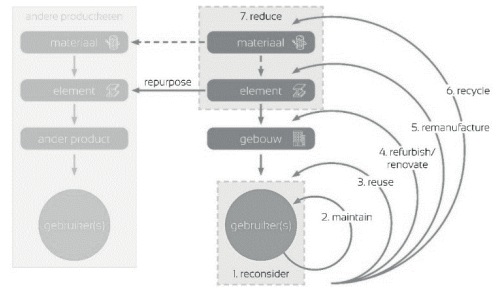 andere productketen
7. reduce
materiaal
materiaal
6. recycle
repurpose
element
element
5. remanufacture
ander product
gebouw
4. refurbish/
renovate
3. reuse
gebruiker(s)
gebruiker(s)
2. maintain
1. reconsider